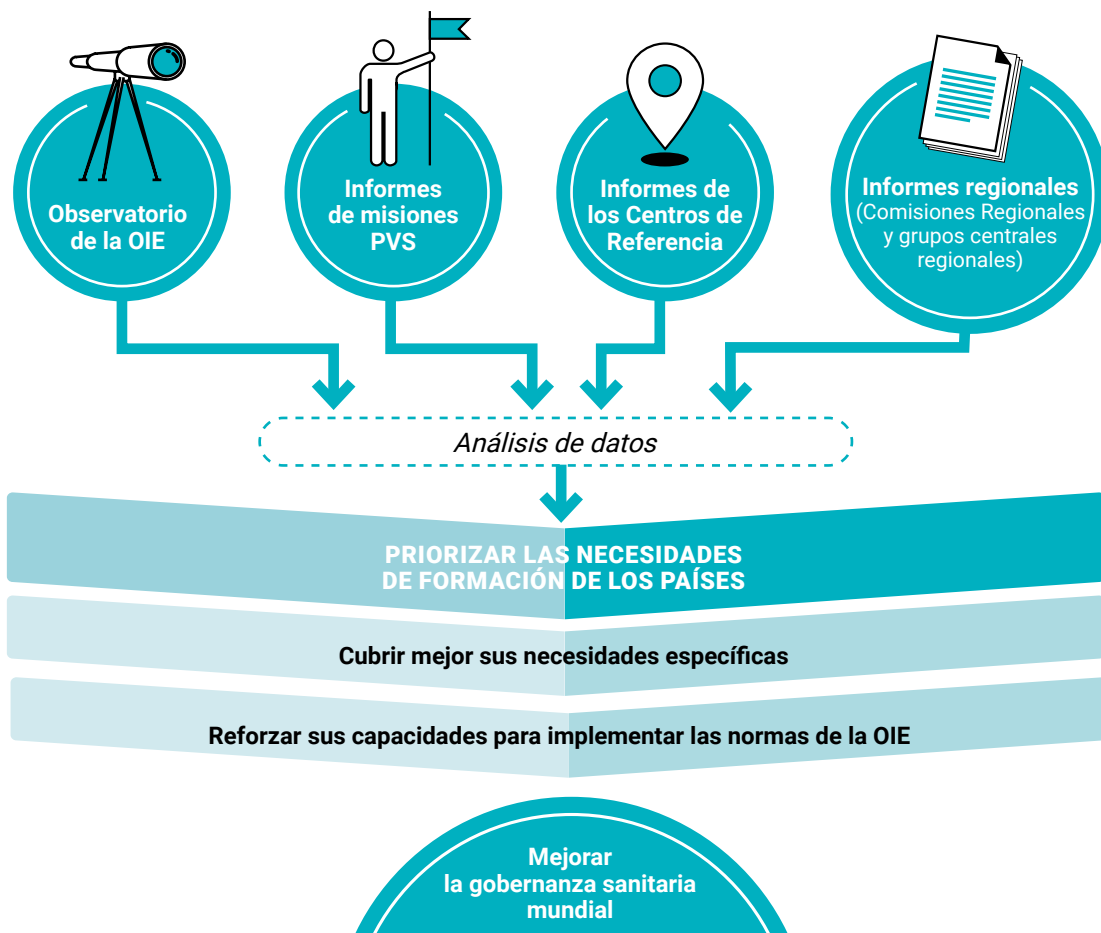 Observatorio
de la OIE
Informes
de misiones
PVS
Informes de
los Centros de
Referencia
Informes regionales
(Comisiones Regionales
y grupos centrales
regionales)
Análisis de datos
PRIORIZAR LAS NECESIDADES
DE FORMACIÓN DE LOS PAÍSES
Cubrir mejor sus necesidades específicas
Reforzar sus capacidades para implementar las normas de la OIE
Mejorar
la gobernanza sanitaria
mundial